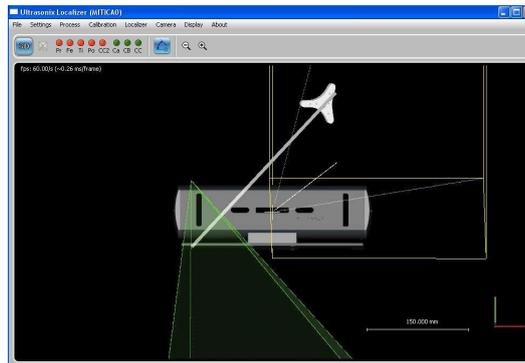 Ultrasonix Localizer (MITICA0)
File Settings Process Calibration Localizer Camera Display About
Pr Fe Ti Po CC2 Ca CB CC
fps: 60.00/s (~0.26 ms/frame)
150.000 mm